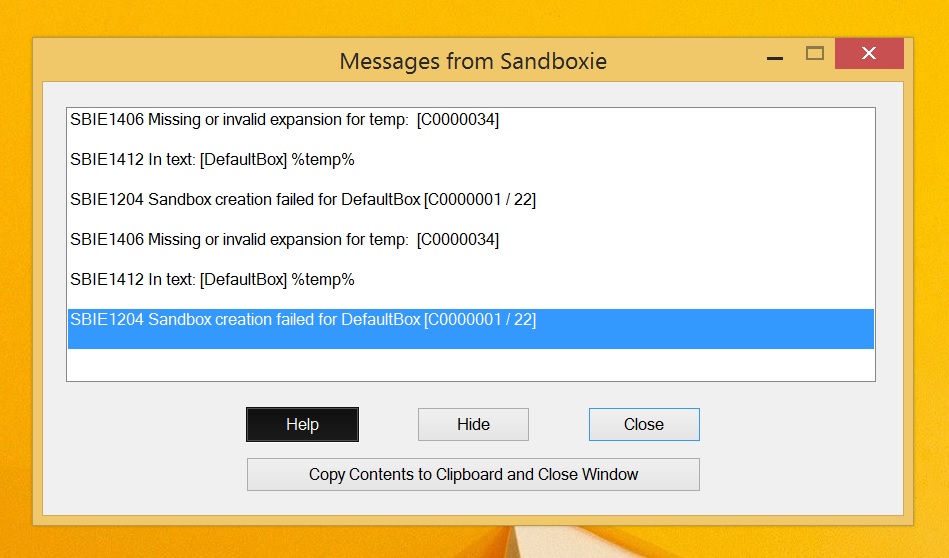 Messages from Sandboxie
SBIE1406 Missing or invalid expansion for temp:  [C0000034]
SBIE1412 In text: [DefaultBox] %temp%
SBIE1204 Sandbox creation failed for DefaultBox [C0000001 / 22]
SBIE1406 Missing or invalid expansion for temp:  [C0000034]
SBIE1412 In text: [DefaultBox] %temp%
SBIE1204 Sandbox creation failed for DefaultBox [C0000001 / 22]
Help Hide Close
Copy Contents to Clipboard and Close Window